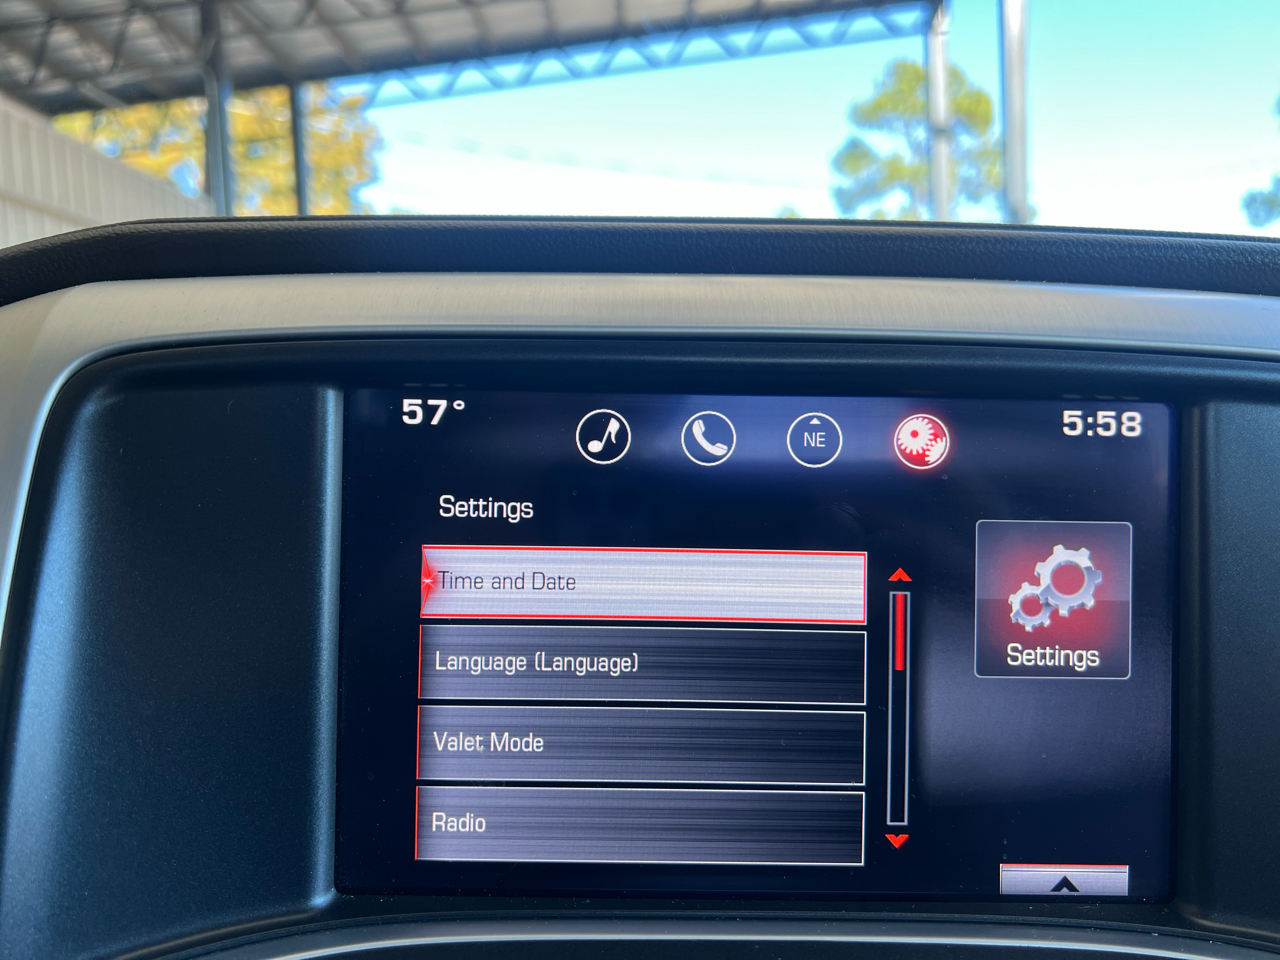 57°
NE
5:58
Settings
Time and Date
Language (Language)
Valet Mode
Radio
Settings